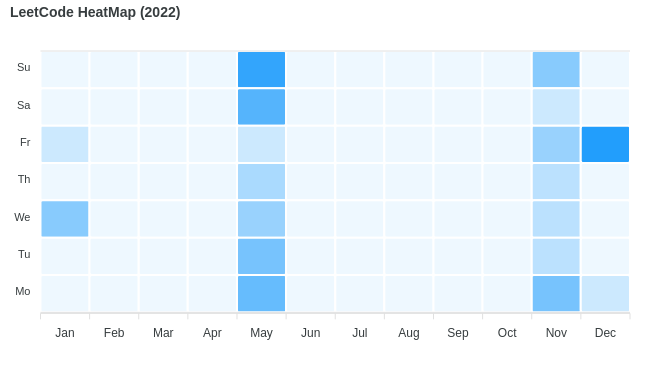 LeetCode HeatMap (2022)
Su
Sa
Fr
Th
We
Tu
Mo
Jan Feb Mar Apr May Jun Jul Aug Sep Oct Nov Dec